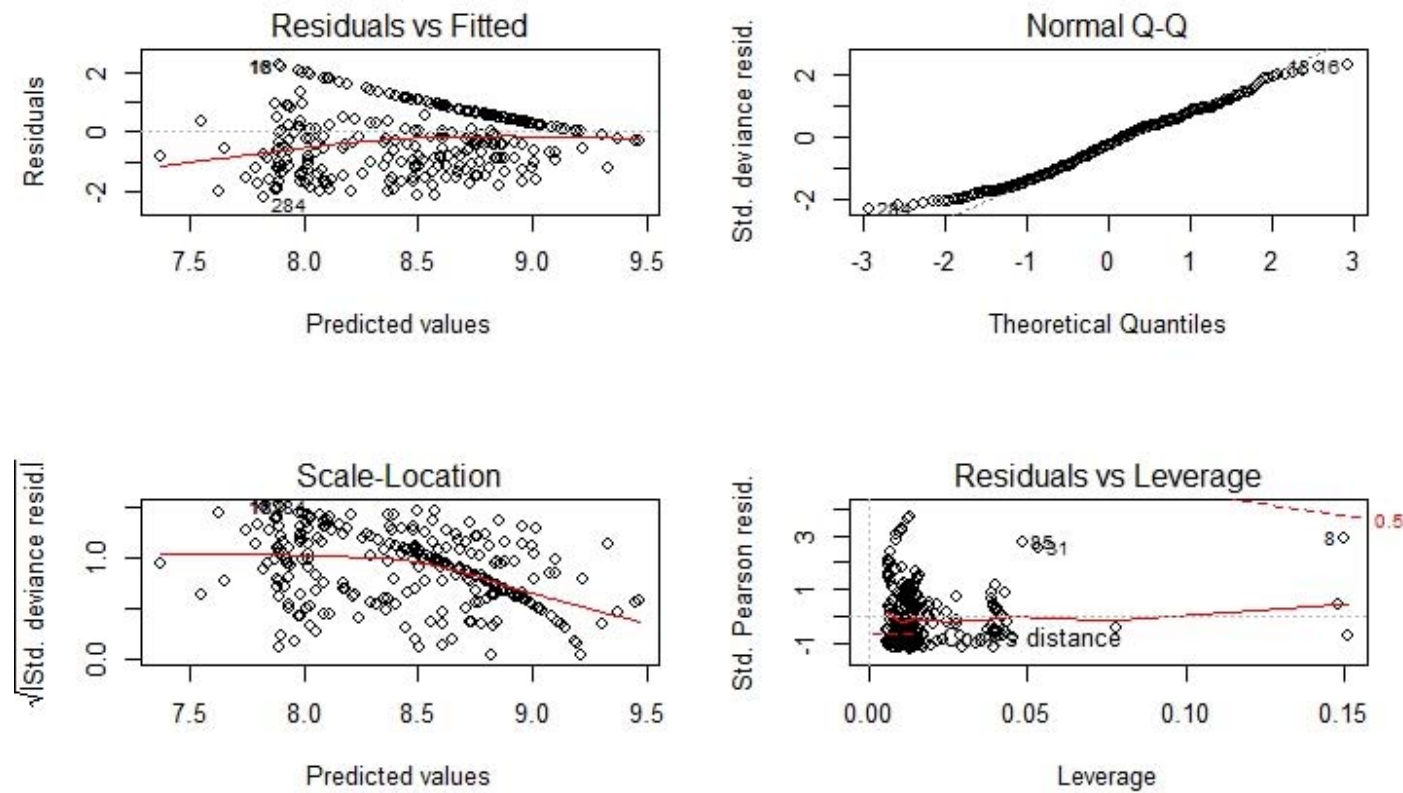 Residuals vs Fitted
Residuals
2
0
-2
16
284
7.5 8.0 8.5 9.0 9.5
Predicted values
Normal Q-Q
Std. deviance resid.
2
0
-2
16
284
-3 -2 -1 0 1 2 3
Theoretical Quantiles
Scale-Location
√|Std. deviance resid.|
1.0
0.0
7.5 8.0 8.5 9.0 9.5
Predicted values
Residuals vs Leverage
Std. Pearson resid.
3
1
-1
0.5
85
31
8
Cook's distance
0.00 0.05 0.10 0.15
Leverage